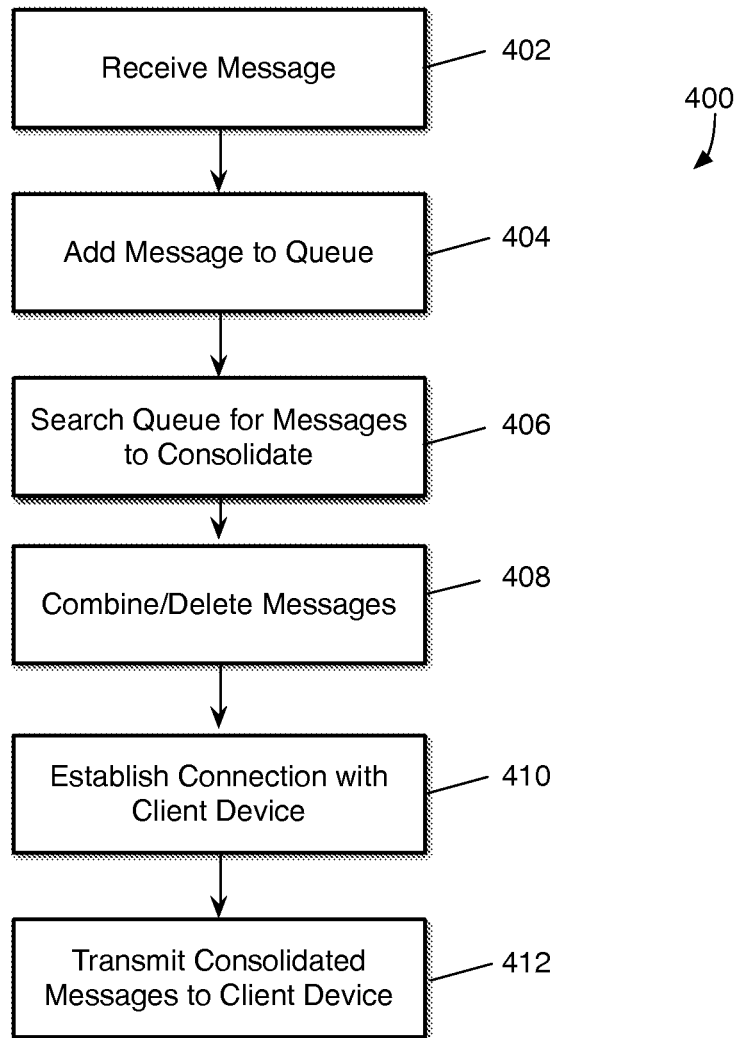 Receive Message
402
400
Add Message to Queue
404
Search Queue for Messages
to Consolidate
406
Combine/Delete Messages
408
Establish Connection with
Client Device
410
Transmit Consolidated
Messages to Client Device
412